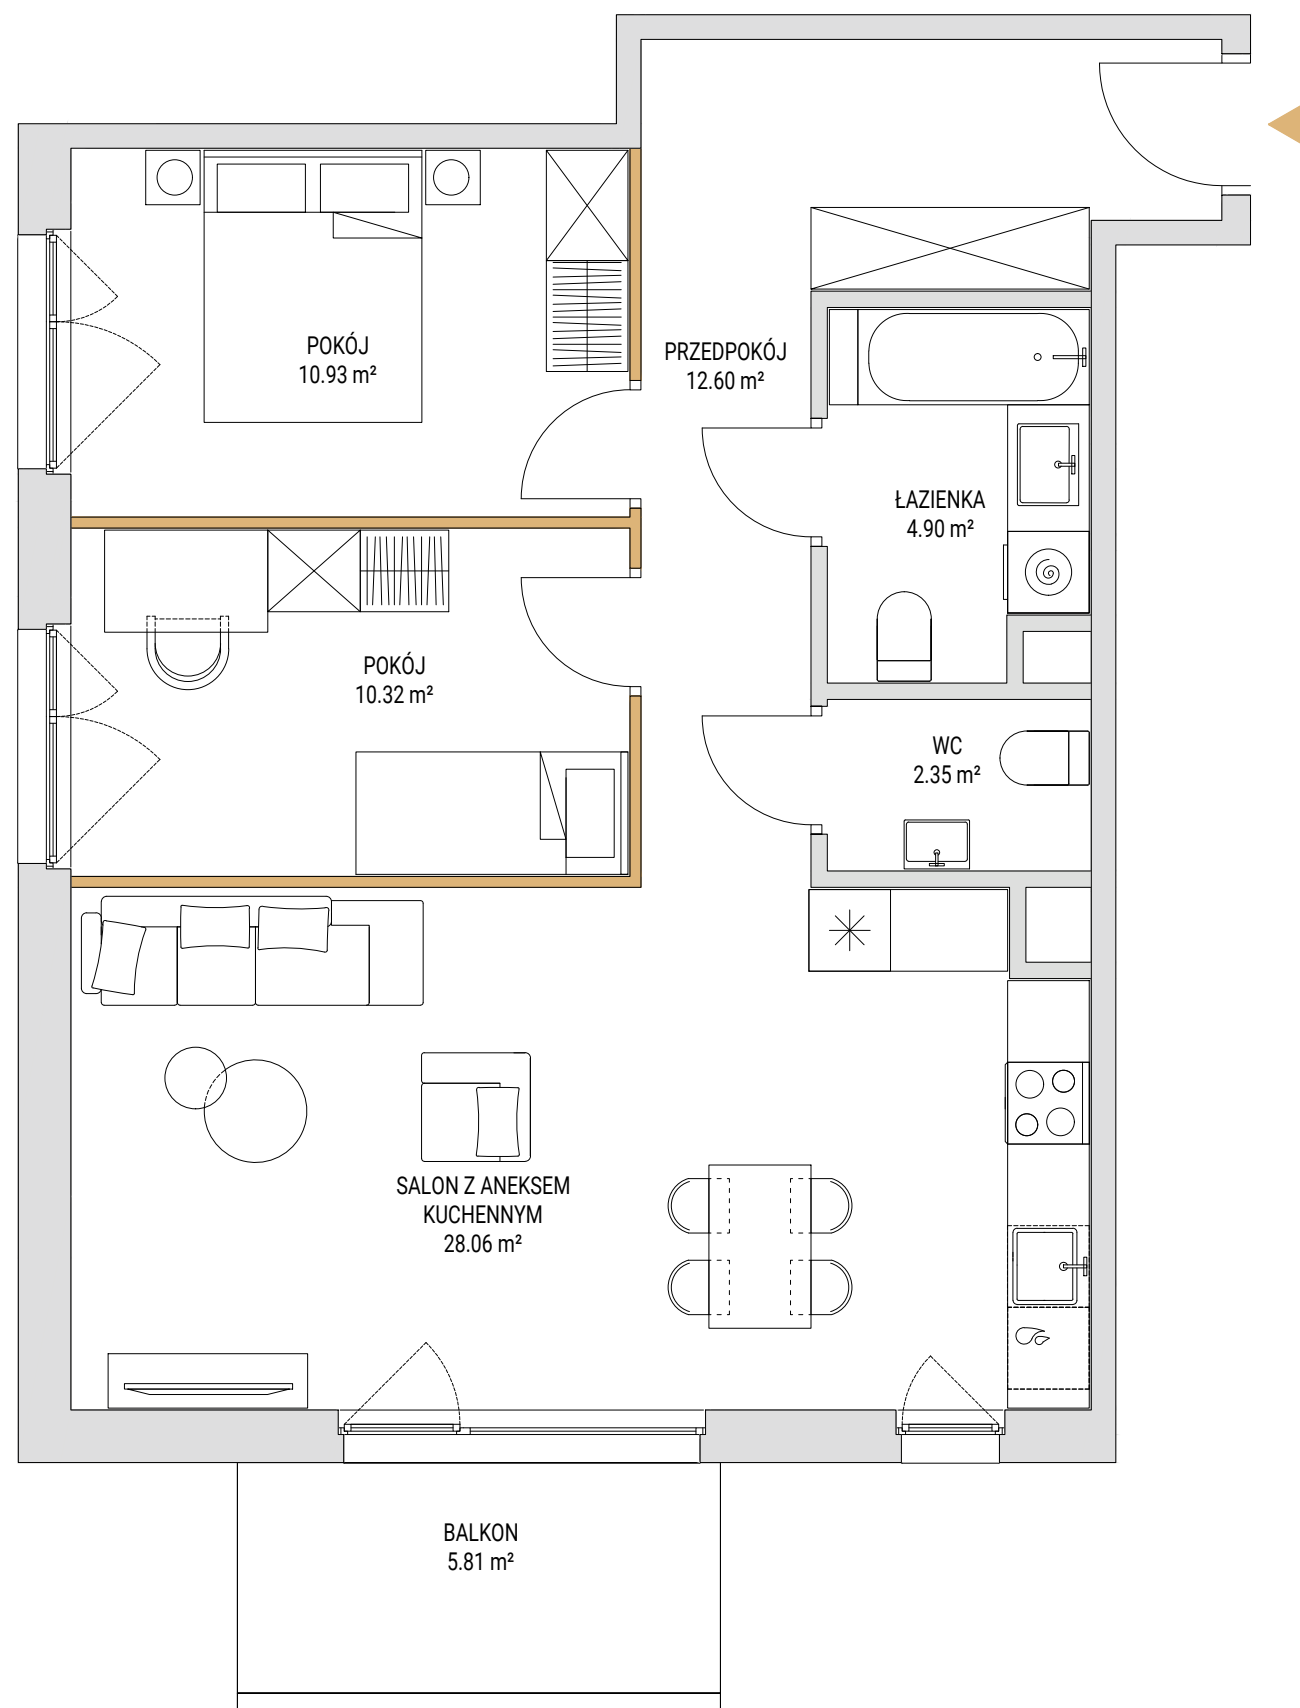 POKÓJ
10.93 m²
PRZEDPOKÓJ
12.60 m²
ŁAZIENKA
4.90 m²
POKÓJ
10.32 m²
WC
2.35 m²
SALON Z ANEKSEM
KUCHENNYM
28.06 m²
BALKON
5.81 m²